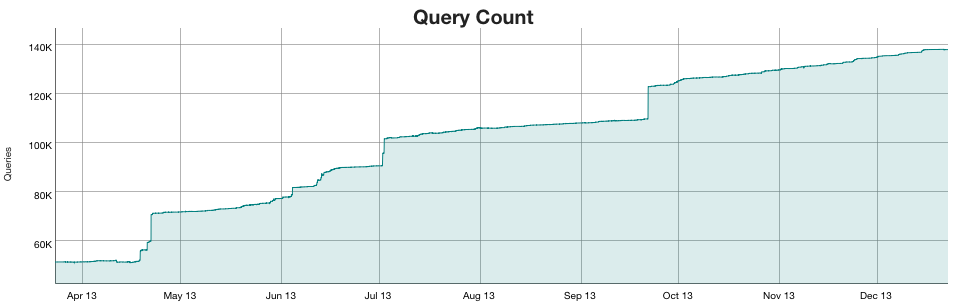 Query Count
140K
120K
100K
80K
60K
Queries
Apr 13 May 13 Jun 13 Jul 13 Aug 13 Sep 13 Oct 13 Nov 13 Dec 13